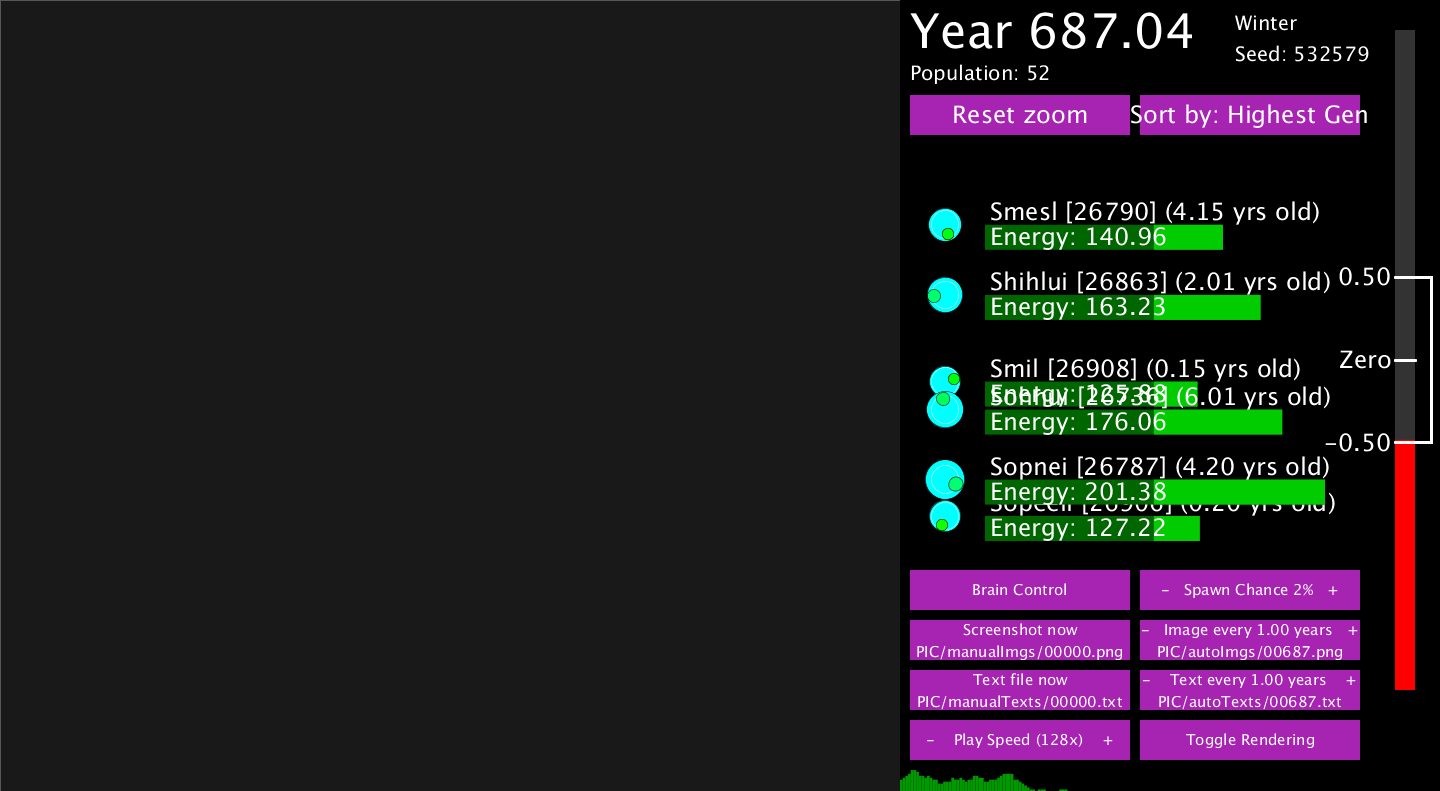 Year 687.04
Winter
Seed: 532579
Population: 52
Reset zoom
Sort by: Highest Gen
Smesl [26790] (4.15 yrs old)
Energy: 140.96
Shihlui [26863] (2.01 yrs old)
Energy: 163.23
0.50
Zero
-0.50
Smil [26908] (0.15 yrs old)
Energy: 125.88
[26736] (6.01 yrs old)
Energy: 176.06
Sopnei [26787] (4.20 yrs old)
Energy: 201.38
(0.20 yrs old)
Energy: 127.22
Brain Control
- Spawn Chance 2% +
Screenshot now
PIC/manualImgs/00000.png
- Image every 1.00 years +
PIC/autoImgs/00687.png
Text file now
PIC/manualTexts/00000.txt
- Text every 1.00 years +
PIC/autoTexts/00687.txt
- Play Speed (128x) +
Toggle Rendering